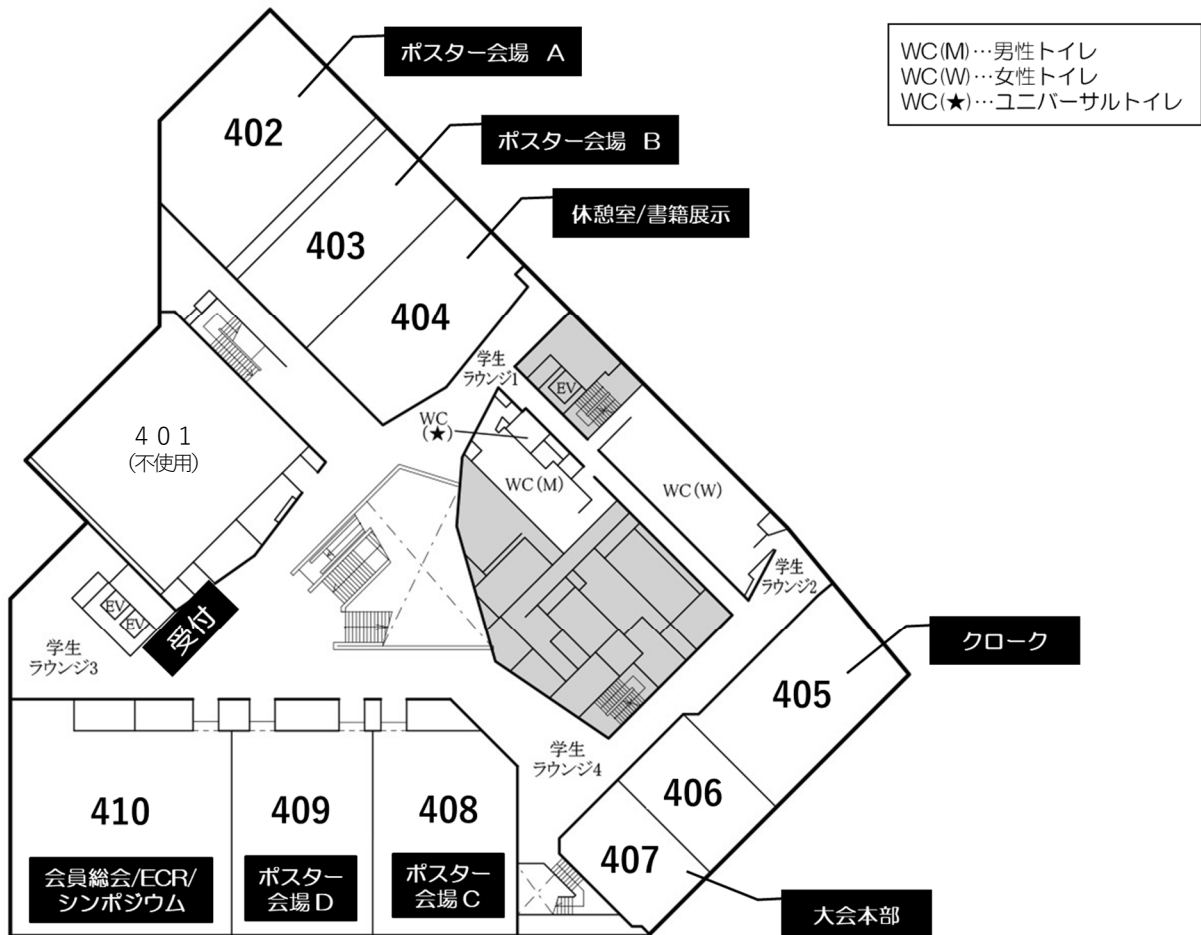 ポスター会場 A
WC(M)…男性トイレ
WC(W)…女性トイレ
WC(★)…ユニバーサルトイレ
402
ポスター会場 B
403
休憩室/書籍展示
404
学生
ラウンジ1
EV
WC
(★)
401
(不使用)
WC(M)
WC(W)
学生
ラウンジ2
EV
EV
受付
学生
ラウンジ3
クローク
405
学生
ラウンジ4
406
410
409
408
407
会員総会/ECR/
シンポジウム
ポスター
会場 D
ポスター
会場 C
大会本部